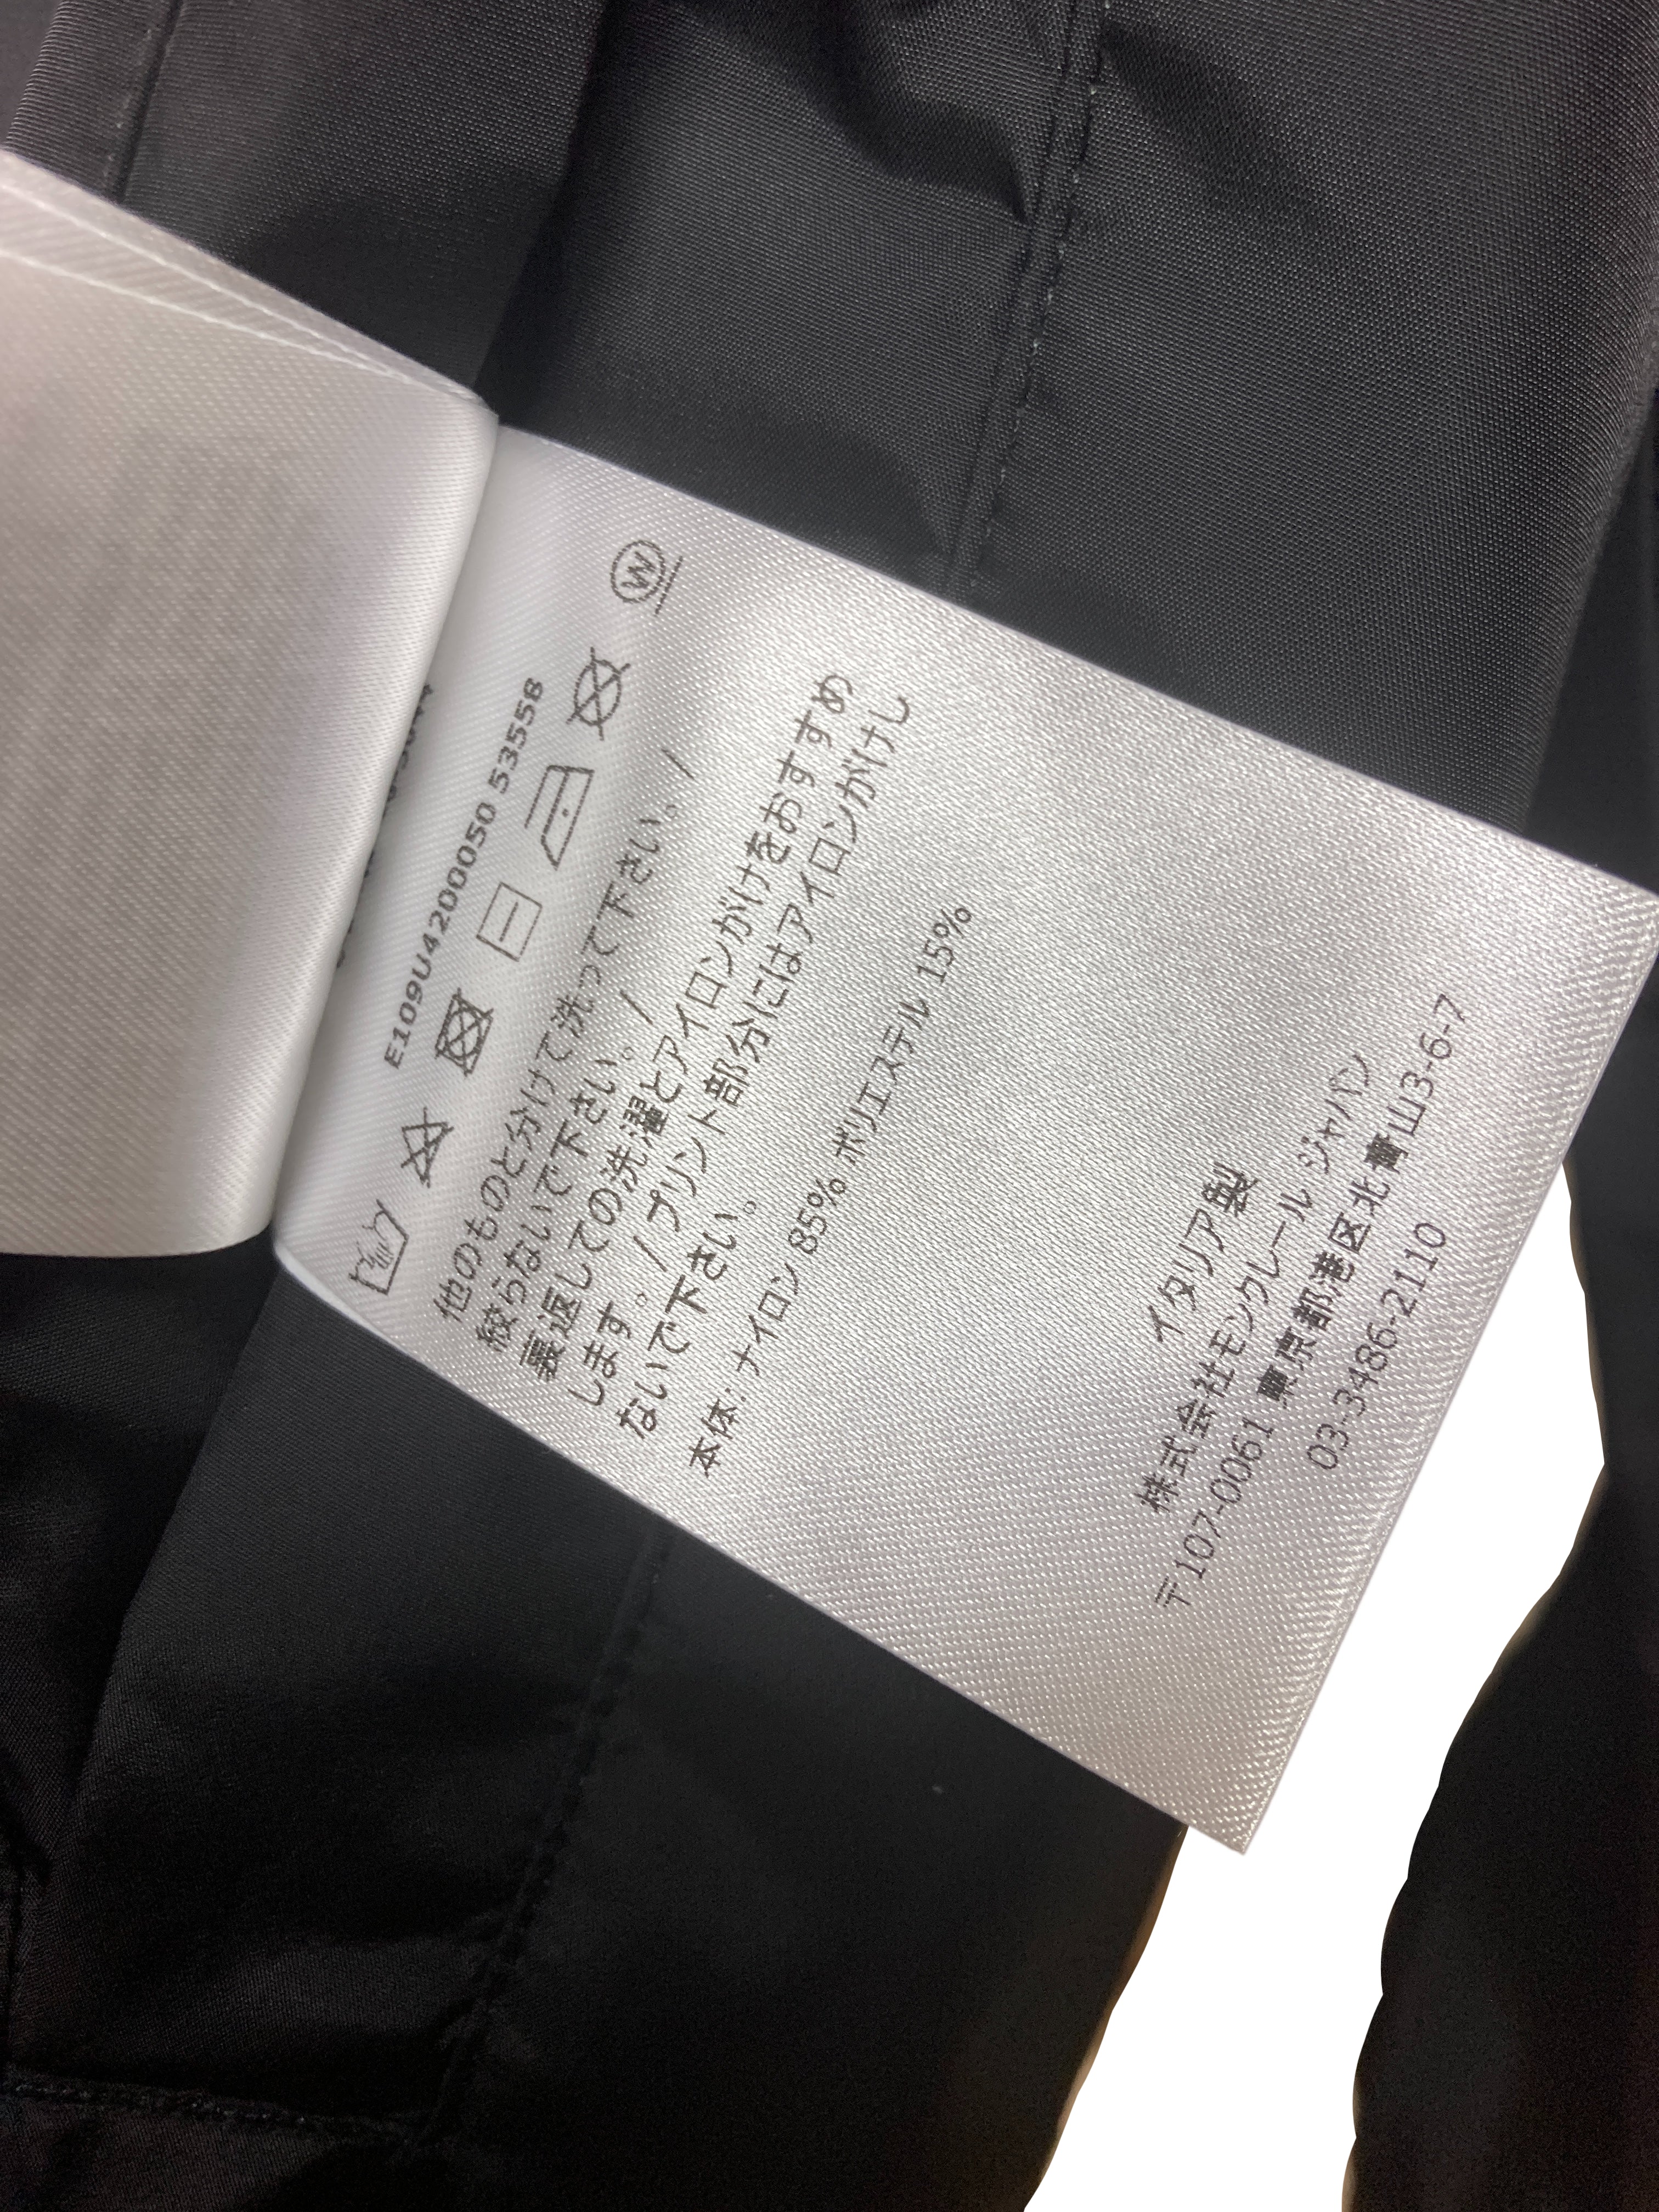 E109U4200050 53558
W
他のものと分けて洗って下さい。/
絞らないで下さい。/
裏返しての洗濯とアイロンがけをおすすめ
します。/プリント部分にはアイロンがけし
ないで下さい。
本体: ナイロン 85% ポリエステル 15%
イタリア製
株式会社モンクレール ジャパン
〒107-0061 東京都港区北青山3-6-7
03-3486-2110